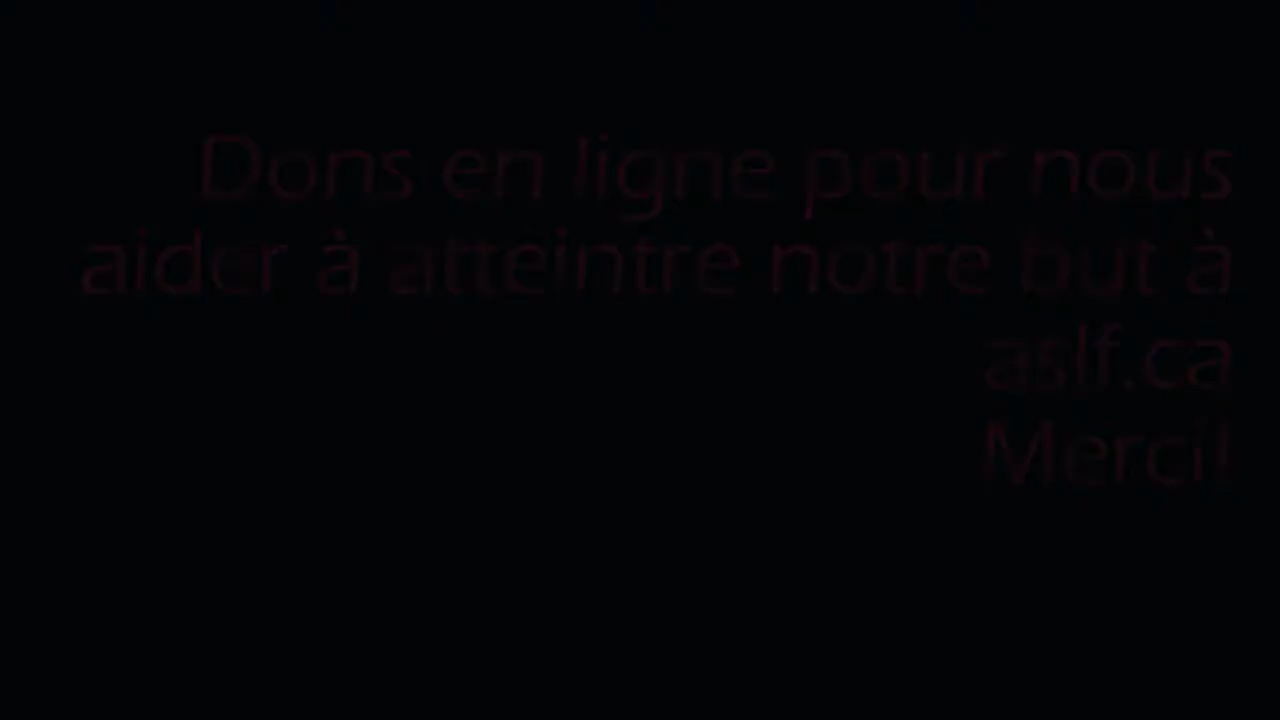 Dons en ligne pour nous
aider à atteintre notre but à
aslf.ca
Merci!